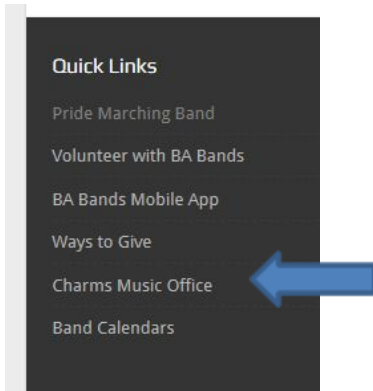 Quick Links
Pride Marching Band
Volunteer with BA Bands
BA Bands Mobile App
Ways to Give
Charms Music Office
Band Calendars